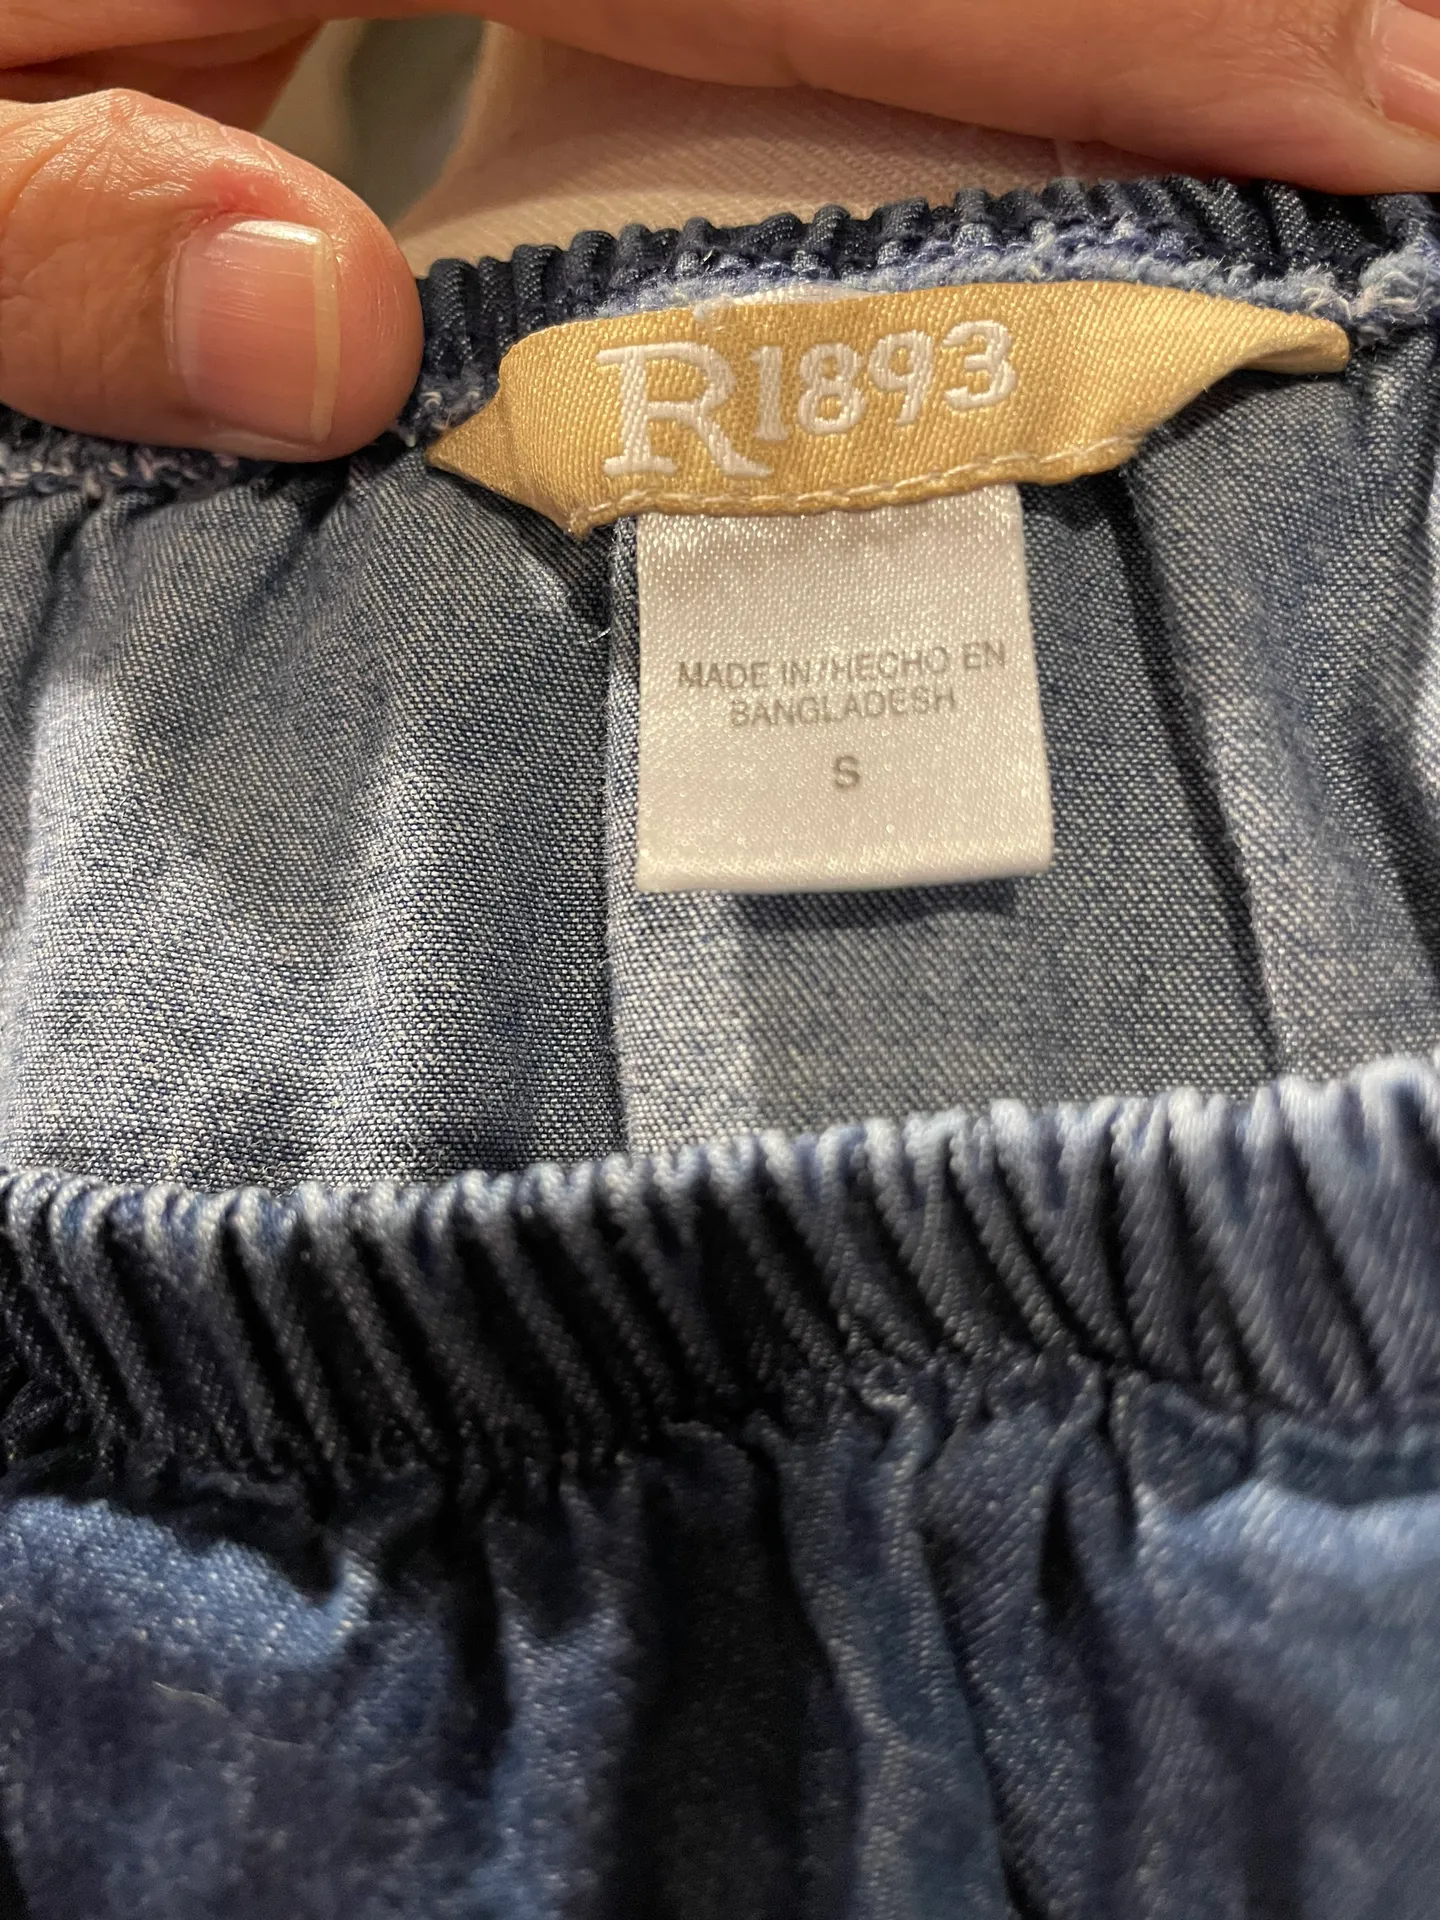 R1893
MADE IN/HECHO EN
BANGLADESH
S